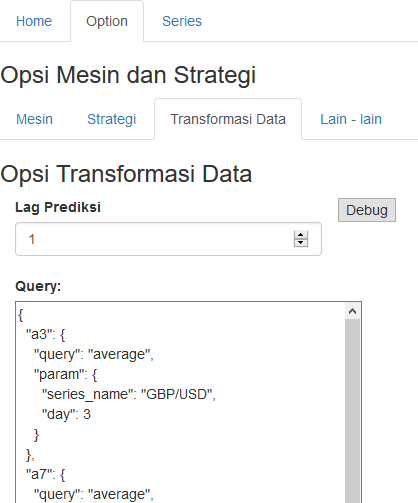 Home Option Series
Opsi Mesin dan Strategi
Mesin Strategi Transformasi Data Lain - lain
Opsi Transformasi Data
Lag Prediksi
Debug
1
Query:
{
"a3": {
"query": "average",
"param": {
"series_name": "GBP/USD",
"day": 3
}
},
"a7": {
"query": "average",